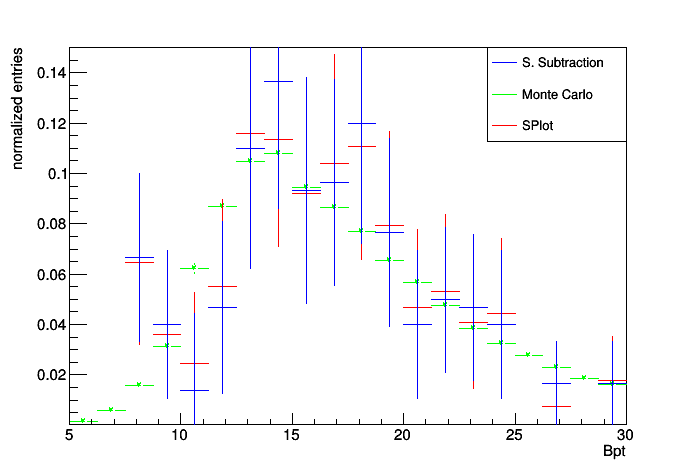 normalized entries
0.14
0.12
0.1
0.08
0.06
0.04
0.02
S. Subtraction
Monte Carlo
SPlot
5 10 15 20 25 30
Bpt